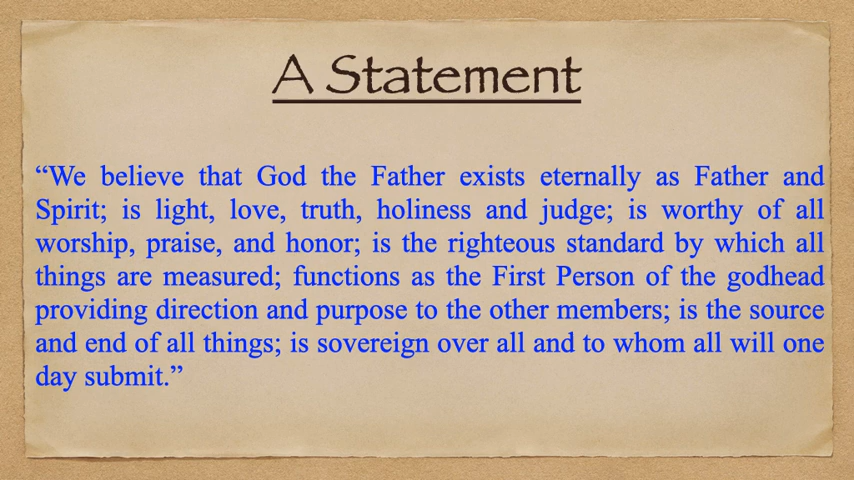 A Statement
“We believe that God the Father exists eternally as Father and
Spirit; is light, love, truth, holiness and judge; is worthy of all
worship, praise, and honor; is the righteous standard by which all
things are measured; functions as the First Person of the godhead
providing direction and purpose to the other members; is the source
and end of all things; is sovereign over all and to whom all will one
day submit.”